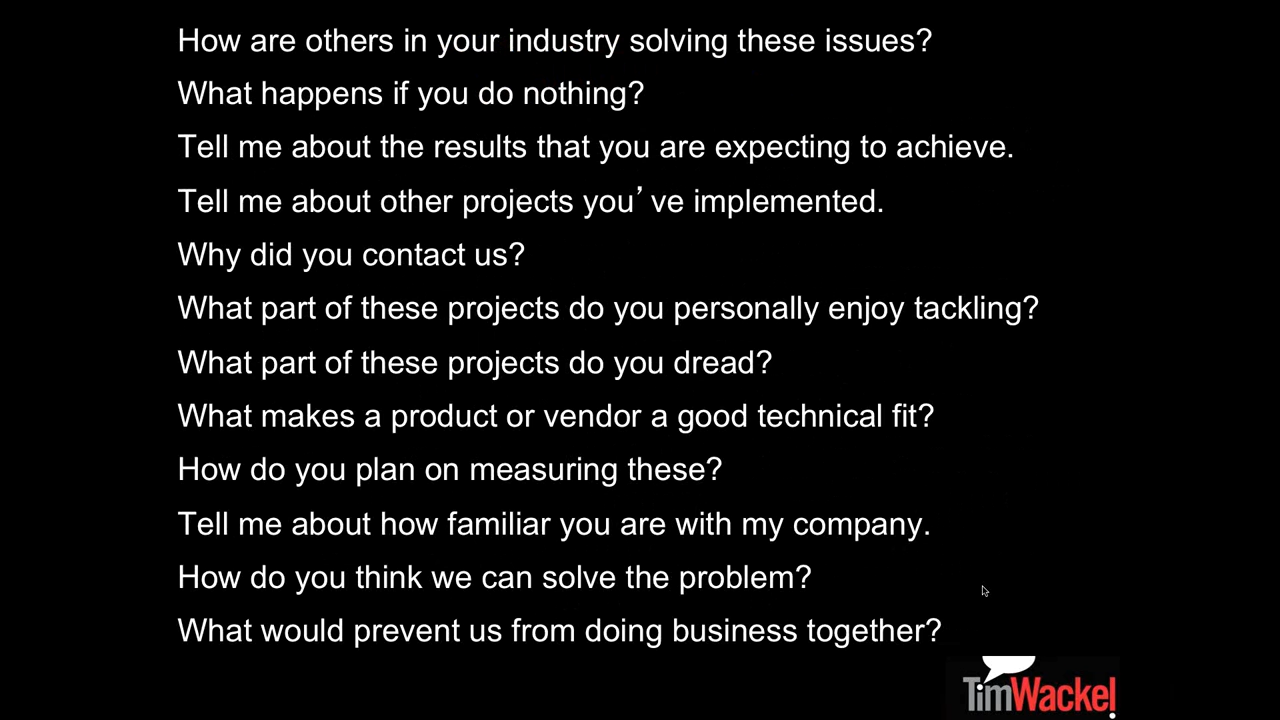 How are others in your industry solving these issues?
What happens if you do nothing?
Tell me about the results that you are expecting to achieve.
Tell me about other projects you’ve implemented.
Why did you contact us?
What part of these projects do you personally enjoy tackling?
What part of these projects do you dread?
What makes a product or vendor a good technical fit?
How do you plan on measuring these?
Tell me about how familiar you are with my company.
How do you think we can solve the problem?
What would prevent us from doing business together?
TimWackel